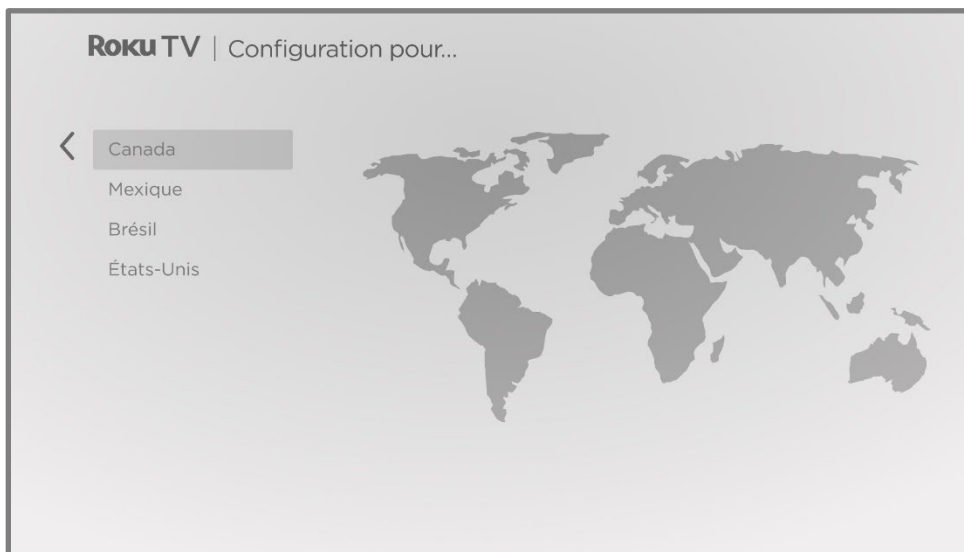 Roku TV | Configuration pour...
Canada
Mexique
Brésil
États-Unis